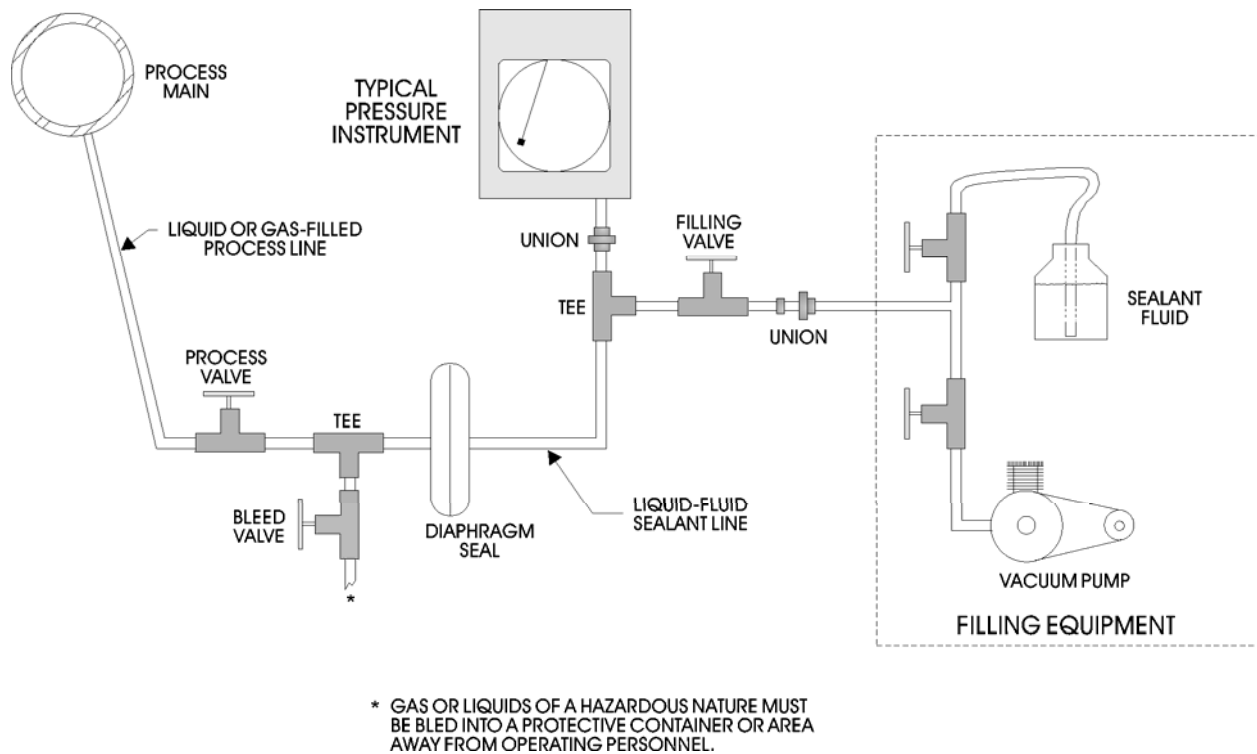 PROCESS
MAIN
TYPICAL
PRESSURE
INSTRUMENT
LIQUID OR GAS-FILLED
PROCESS LINE
UNION
FILLING
VALVE
TEE
UNION
SEALANT
FLUID
PROCESS
VALVE
TEE
BLEED
VALVE
*
DIAPHRAGM
SEAL
LIQUID-FLUID
SEALANT LINE
VACUUM PUMP
FILLING EQUIPMENT
* GAS OR LIQUIDS OF A HAZARDOUS NATURE MUST
BE BLED INTO A PROTECTIVE CONTAINER OR AREA
AWAY FROM OPERATING PERSONNEL.